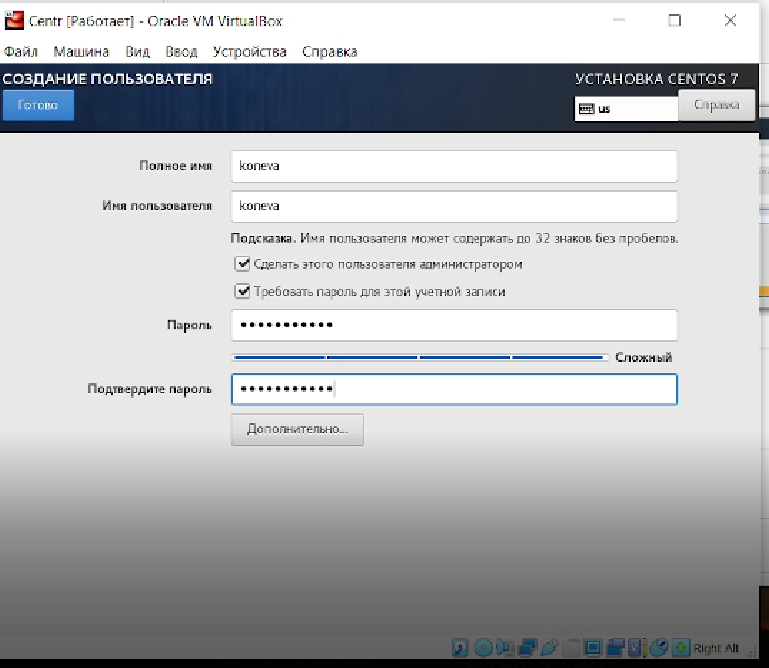 Centr [Работает] - Oracle VM VirtualBox
Файл Машина Вид Ввод Устройства Справка
СОЗДАНИЕ ПОЛЬЗОВАТЕЛЯ
УСТАНОВКА CENTOS 7
Готово
us
Справка
Полное имя
koneva
Имя пользователя
koneva
Подсказка. Имя пользователя может содержать до 32 знаков без пробелов.
Сделать этого пользователя администратором
Требовать пароль для этой учетной записи
Пароль
•••••••••••
Сложный
Подтвердите пароль
•••••••••••
Дополнительно...
Right Alt